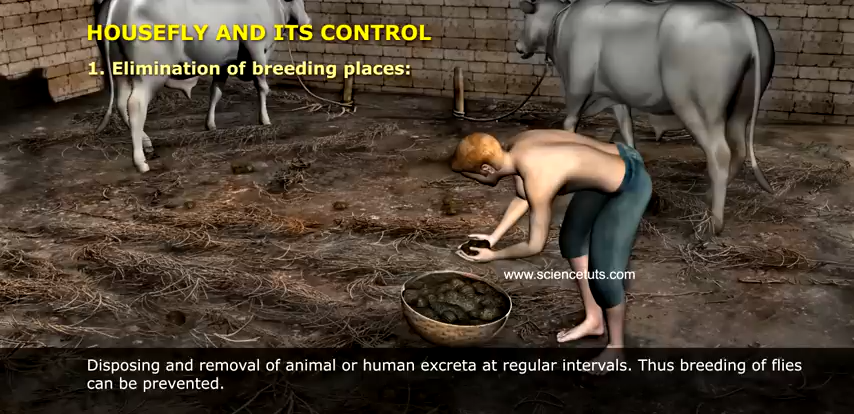 HOUSEFLY AND ITS CONTROL
1. Elimination of breeding places:
www.sciencetuts.com
Disposing and removal of animal or human excreta at regular intervals. Thus breeding of flies
can be prevented.